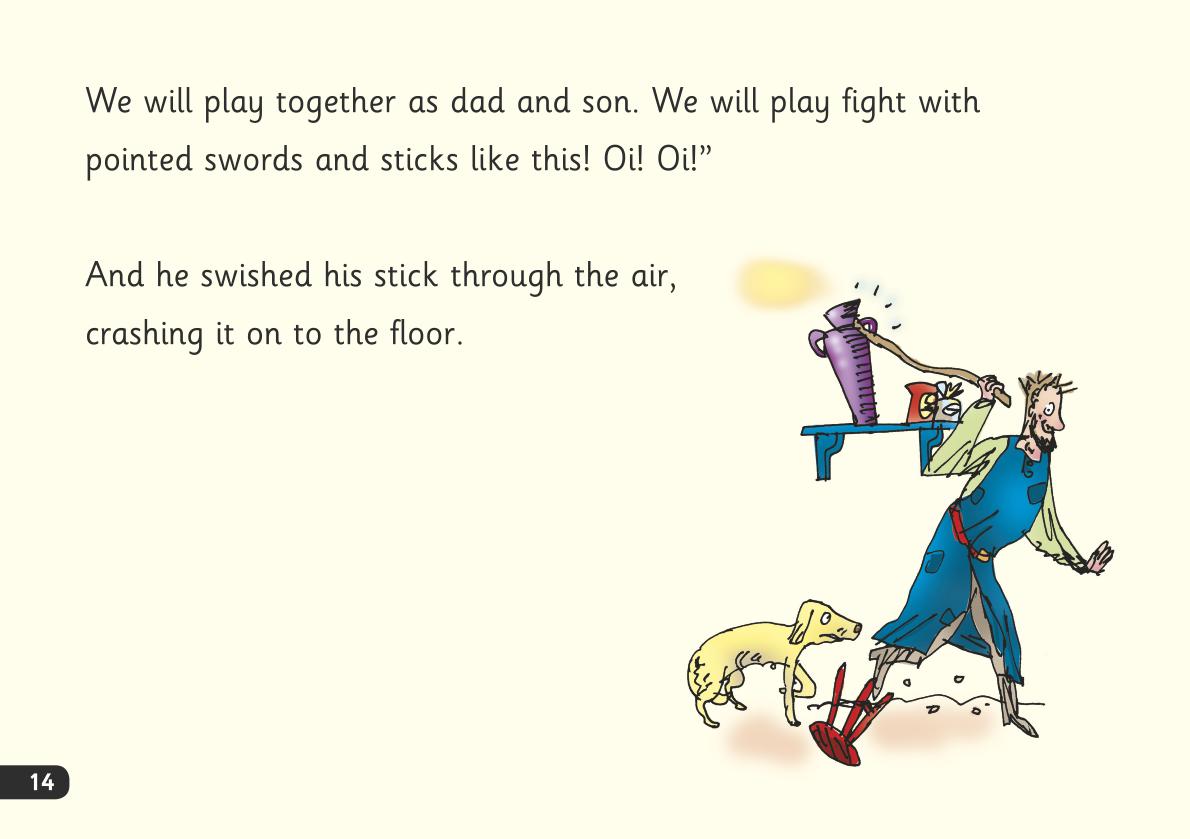 We will play together as dad and son. We will play fight with
pointed swords and sticks like this! Oi! Oi!”
And he swished his stick through the air,
crashing it on to the floor.
14